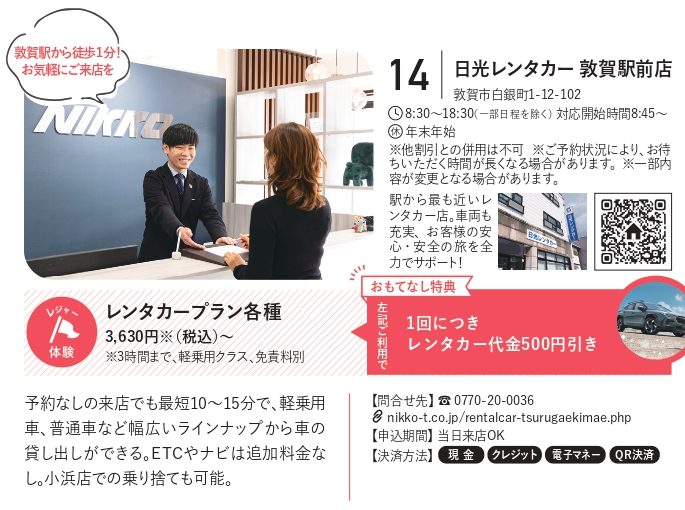 敦賀駅から徒歩1分！
お気軽にご来店を
Nikko
14
日光レンタカー 敦賀駅前店
敦賀市白銀町1-12-102
8:30〜18:30（一部日程を除く） 対応開始時間8:45〜
休 年末年始
※他割引との併用は不可 ※ご予約状況により、お待
ちいただく時間が長くなる場合があります。 ※一部内
容が変更となる場合があります。
駅から最も近いレ
ンタカー店。車両も
充実、お客様の安
心・安全の旅を全
力でサポート！
日光レンタカー
レジャー
体験
レンタカープラン各種
3,630円※（税込）〜
※3時間まで、軽乗用クラス、免責料別
おもてなし特典
左記ご利用で
1回につき
レンタカー代金500円引き
予約なしの来店でも最短10〜15分で、軽乗用
車、普通車など幅広いラインナップから車の
貸し出しができる。ETCやナビは追加料金な
し。小浜店での乗り捨ても可能。
【問合せ先】☎ 0770-20-0036
nikko-t.co.jp/rentalcar-tsurugaekimae.php
【申込期間】当日来店OK
【決済方法】 現 金 クレジット 電子マネー QR決済